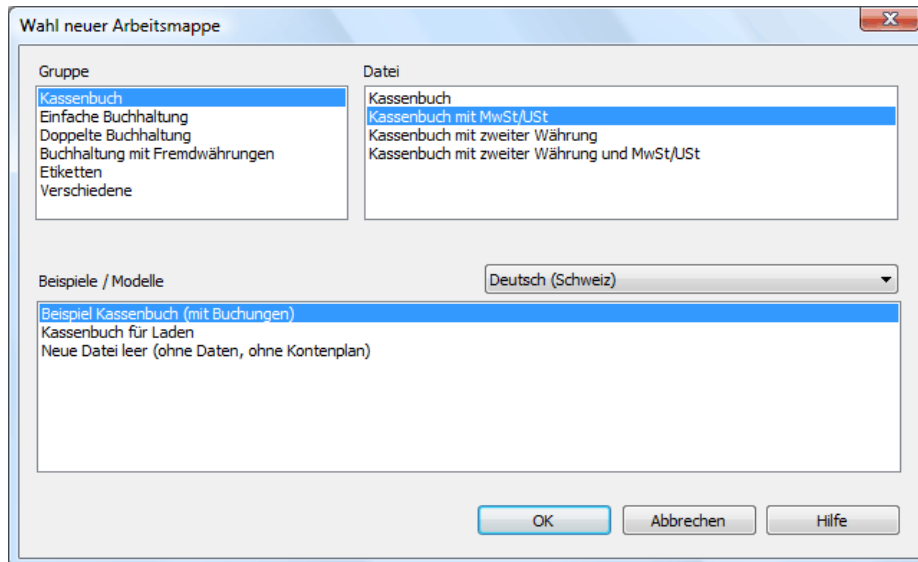 Wahl neuer Arbeitsmappe
Gruppe
Kassenbuch
Einfache Buchhaltung
Doppelte Buchhaltung
Buchhaltung mit Fremdwährungen
Etiketten
Verschiedene
Datei
Kassenbuch
Kassenbuch mit MwSt/USt
Kassenbuch mit zweiter Währung
Kassenbuch mit zweiter Währung und MwSt/USt
Beispiele / Modelle
Deutsch (Schweiz)
Beispiel Kassenbuch (mit Buchungen)
Kassenbuch für Laden
Neue Datei leer (ohne Daten, ohne Kontenplan)
OK
Abbrechen
Hilfe